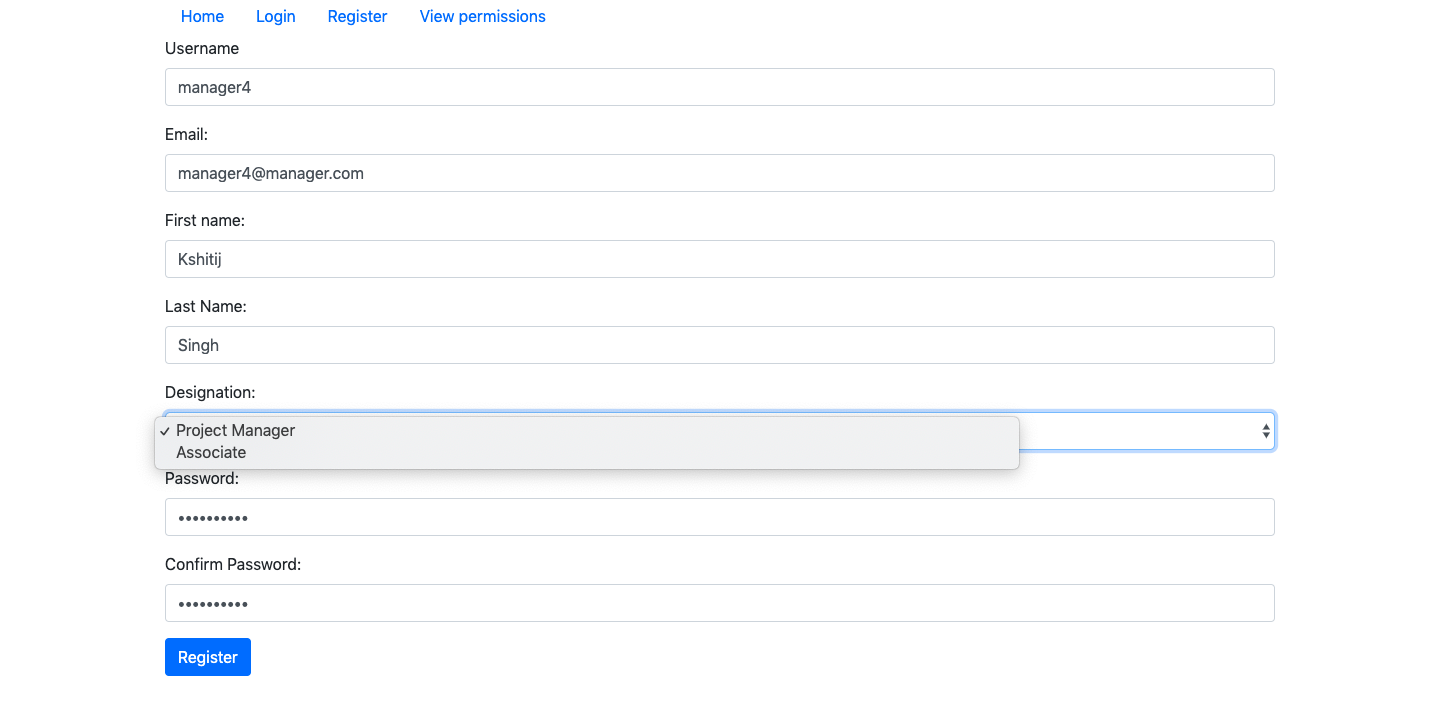 Home Login Register View permissions
Username
manager4
Email:
manager4@manager.com
First name:
Kshitij
Last Name:
Singh
Designation:
✓ Project Manager
Associate
Password:
••••••••••
Confirm Password:
••••••••••
Register